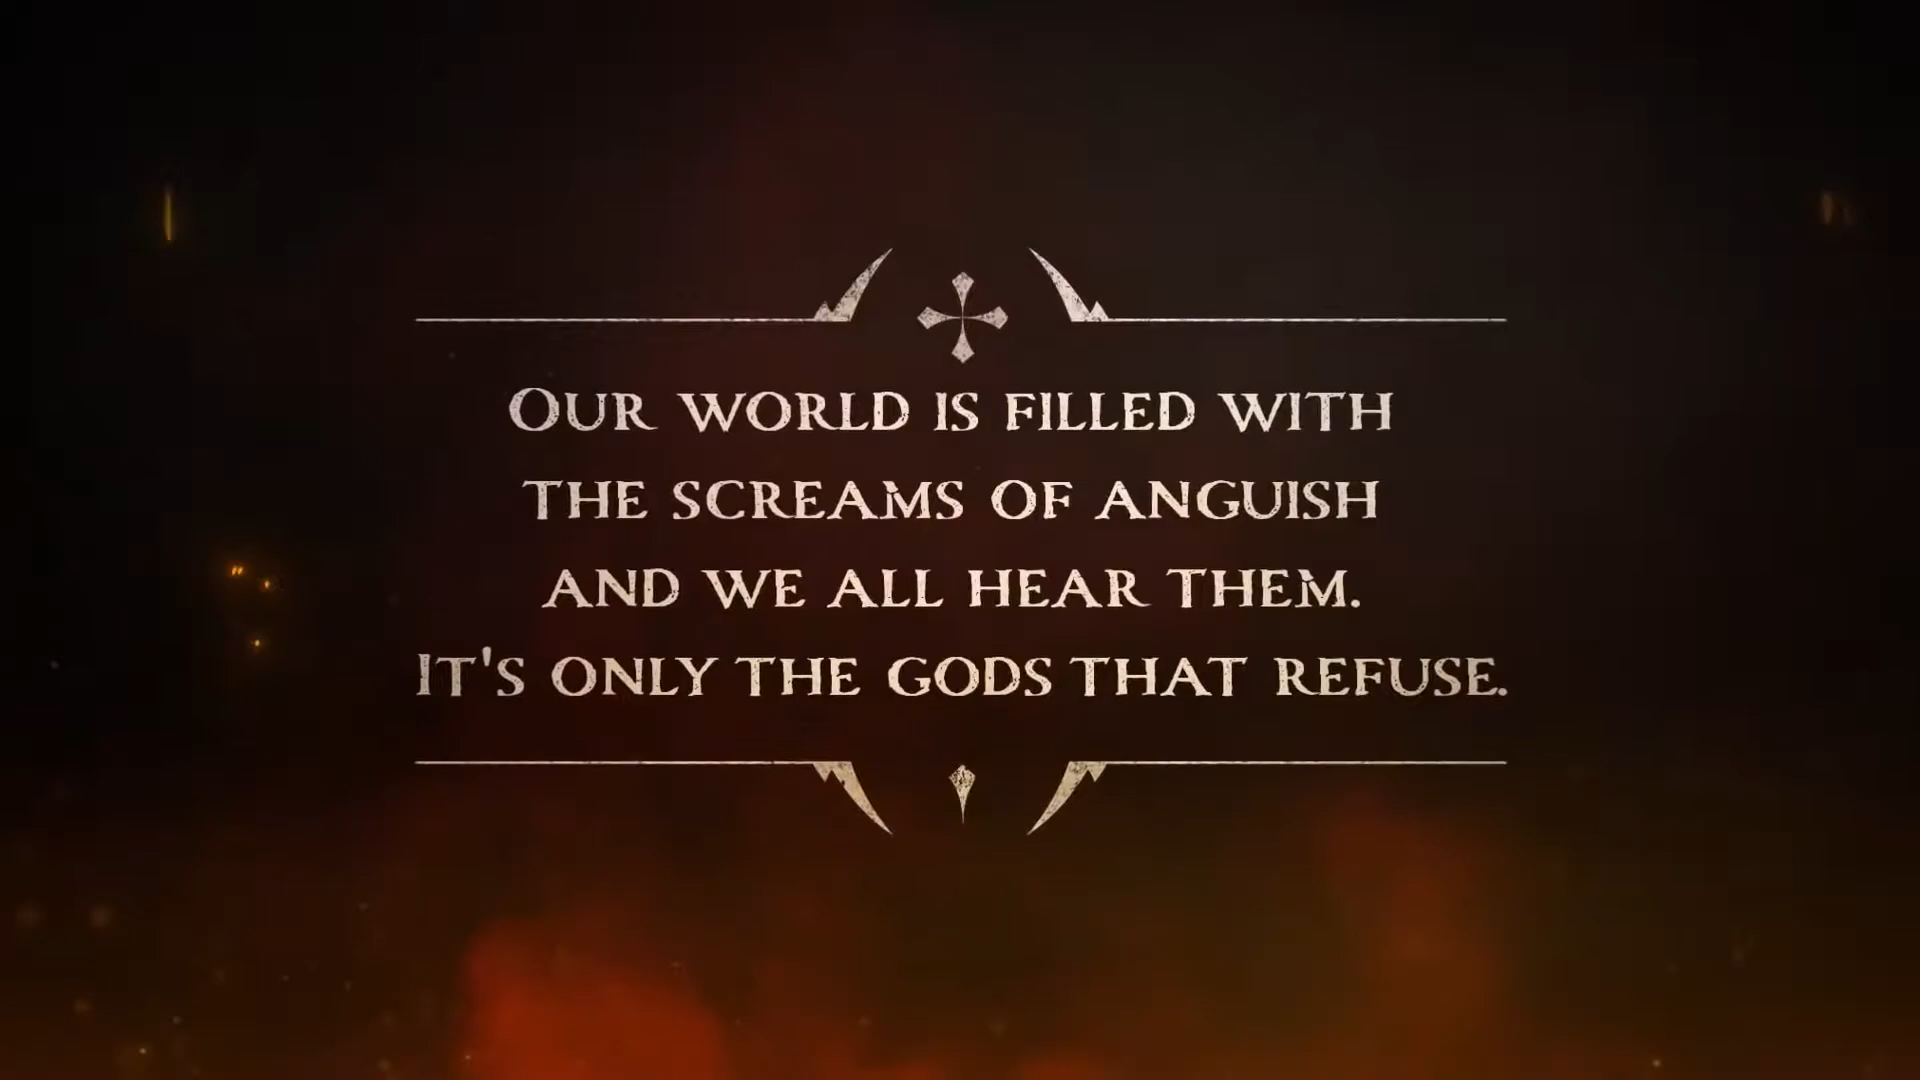 Our world is filled with
the screams of anguish
and we all hear them.
It's only the gods that refuse.